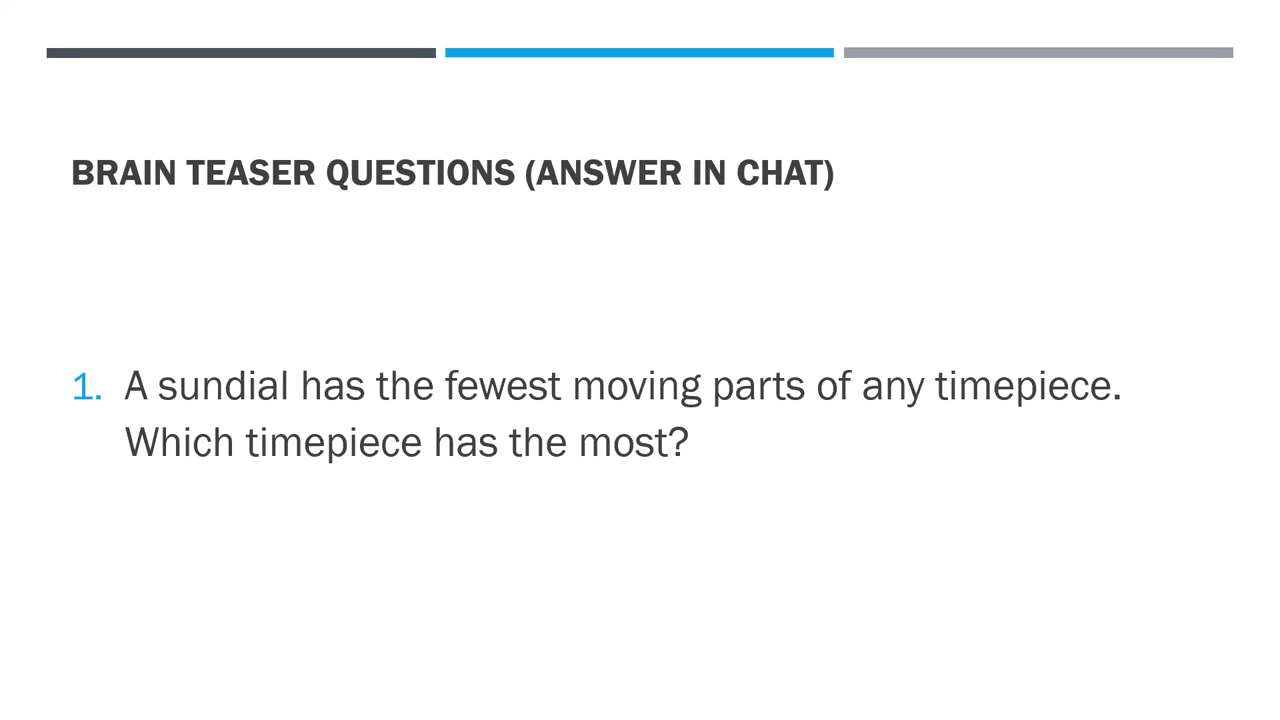 BRAIN TEASER QUESTIONS (ANSWER IN CHAT)
1. A sundial has the fewest moving parts of any timepiece.
Which timepiece has the most?